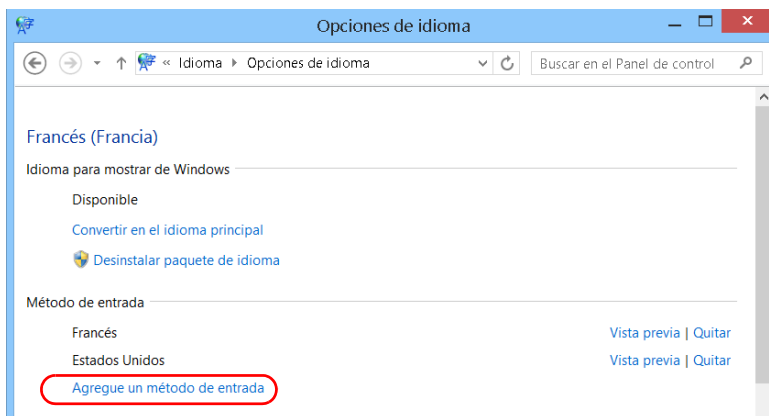 Opciones de idioma
« Idioma Opciones de idioma Buscar en el Panel de control
Francés (Francia)
Idioma para mostrar de Windows
Disponible
Convertir en el idioma principal
Desinstalar paquete de idioma
Método de entrada
Francés Vista previa | Quitar
Estados Unidos Vista previa | Quitar
Agregue un método de entrada